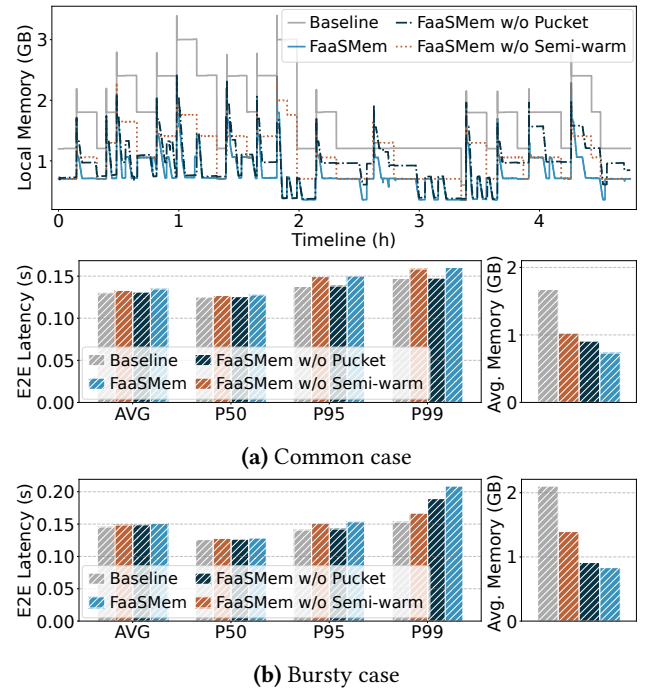 Baseline
FaaSMem w/o Pucket
FaaSMem
FaaSMem w/o Semi-warm
Local Memory (GB)
3
2
1
0
1
2
3
4
Timeline (h)
E2E Latency (s)
0.15
0.10
0.05
0.00
Baseline
FaaSMem w/o Pucket
FaaSMem
FaaSMem w/o Semi-warm
AVG
P50
P95
P99
Avg. Memory (GB)
2
1
0
(a) Common case
E2E Latency (s)
0.20
0.15
0.10
0.05
0.00
Baseline
FaaSMem w/o Pucket
FaaSMem
FaaSMem w/o Semi-warm
AVG
P50
P95
P99
Avg. Memory (GB)
2
1
0
(b) Bursty case